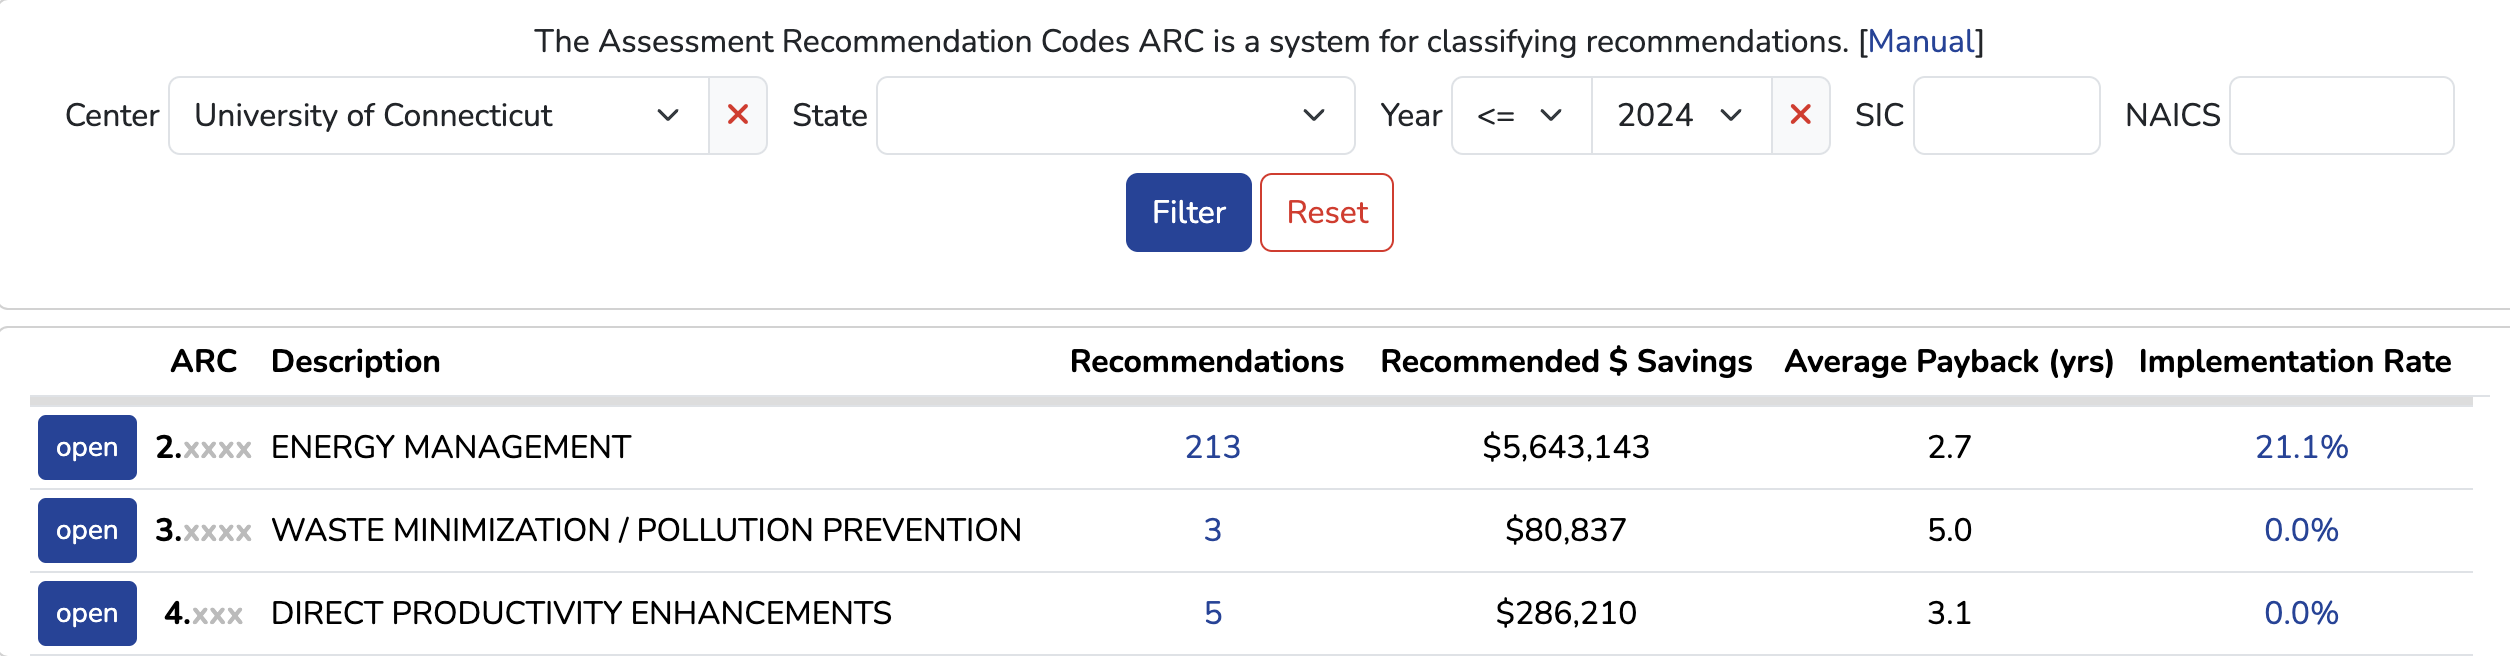 The Assessment Recommendation Codes ARC is a system for classifying recommendations. [Manual]
Center University of Connecticut State Year <= 2024 SIC NAICS
Filter Reset
ARC Description Recommendations Recommended $ Savings Average Payback (yrs) Implementation Rate
open 2.xxxx ENERGY MANAGEMENT 213 $5,643,143 2.7 21.1%
open 3.xxxx WASTE MINIMIZATION / POLLUTION PREVENTION 3 $80,837 5.0 0.0%
open 4.xxx DIRECT PRODUCTIVITY ENHANCEMENTS 5 $286,210 3.1 0.0%